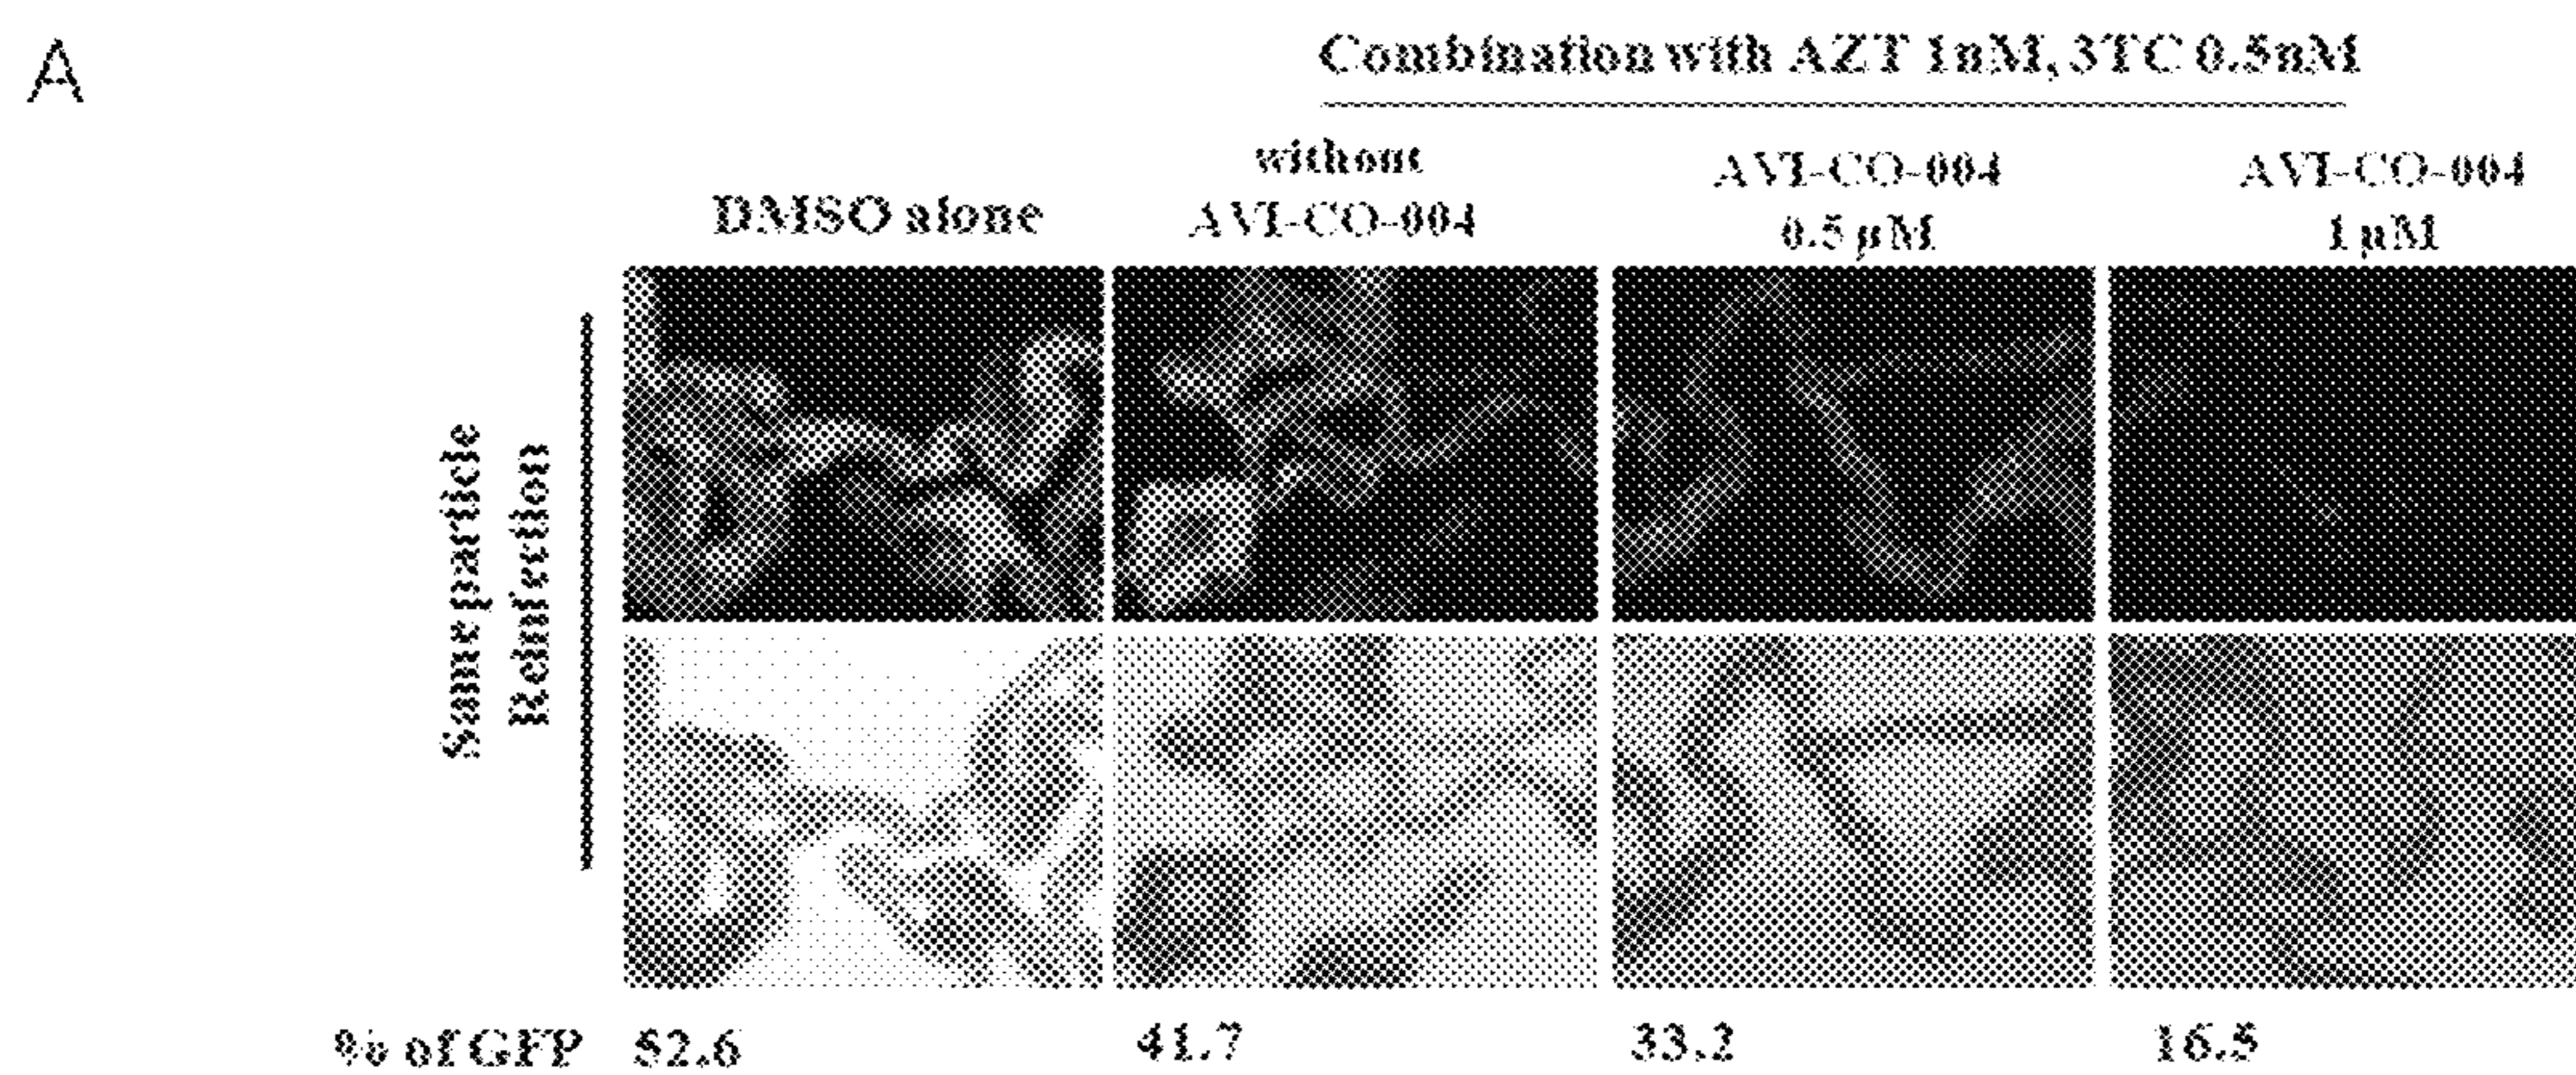 A
Combination with AZT 1nM, 3TC 0.5nM
DMSO alone
without
AVI-CO-004
AVI-CO-004
0.5 µM
AVI-CO-004
1 µM
Same particle
Reinfection
% of GFP 52.6 41.7 33.2 16.5